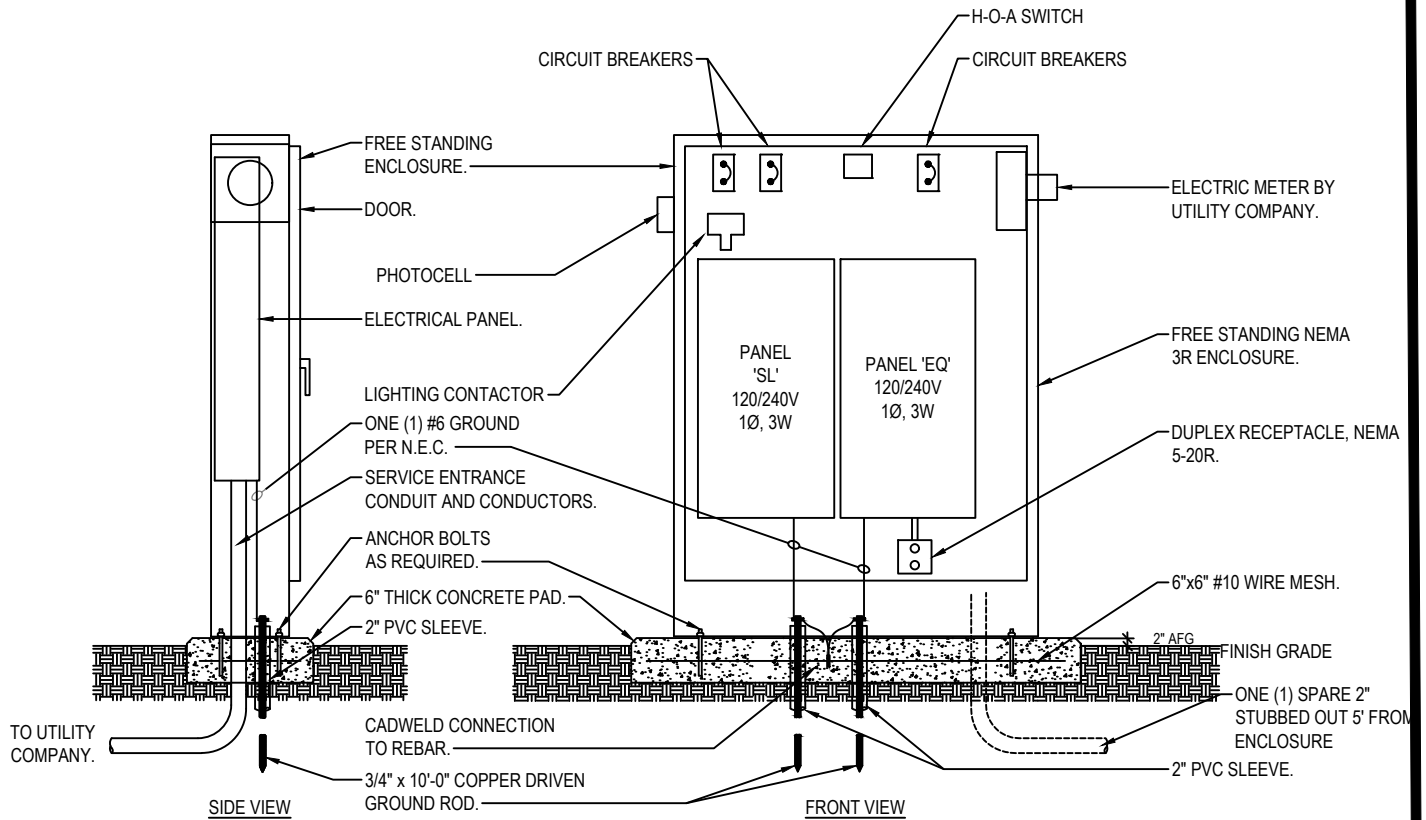 H-O-A SWITCH
CIRCUIT BREAKERS
CIRCUIT BREAKERS
FREE STANDING
ENCLOSURE.
DOOR.
PHOTOCELL
ELECTRICAL PANEL.
LIGHTING CONTACTOR
ONE (1) #6 GROUND
PER N.E.C.
SERVICE ENTRANCE
CONDUIT AND CONDUCTORS.
ANCHOR BOLTS
AS REQUIRED.
6" THICK CONCRETE PAD.
2" PVC SLEEVE.
TO UTILITY
COMPANY.
CADWELD CONNECTION
TO REBAR.
3/4" x 10'-0" COPPER DRIVEN
GROUND ROD.
SIDE VIEW
PANEL
'SL'
120/240V
1Ø, 3W
PANEL 'EQ'
120/240V
1Ø, 3W
ELECTRIC METER BY
UTILITY COMPANY.
FREE STANDING NEMA
3R ENCLOSURE.
DUPLEX RECEPTACLE, NEMA
5-20R.
6"x6" #10 WIRE MESH.
2" AFG
FINISH GRADE
ONE (1) SPARE 2"
STUBBED OUT 5' FROM
ENCLOSURE
2" PVC SLEEVE.
FRONT VIEW